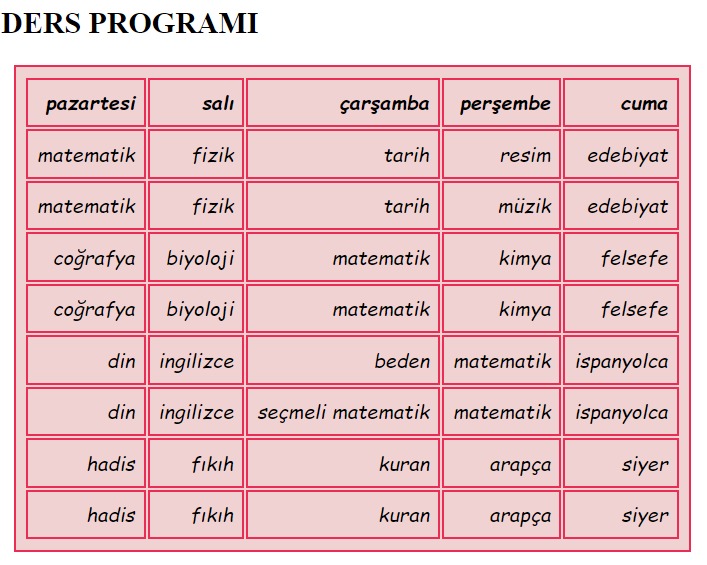 DERS PROGRAMI
pazartesi salı çarşamba perşembe cuma
matematik fizik tarih resim edebiyat
matematik fizik tarih müzik edebiyat
coğrafya biyoloji matematik kimya felsefe
coğrafya biyoloji matematik kimya felsefe
din ingilizce beden matematik ispanyolca
din ingilizce seçmeli matematik matematik ispanyolca
hadis fıkıh kuran arapça siyer
hadis fıkıh kuran arapça siyer